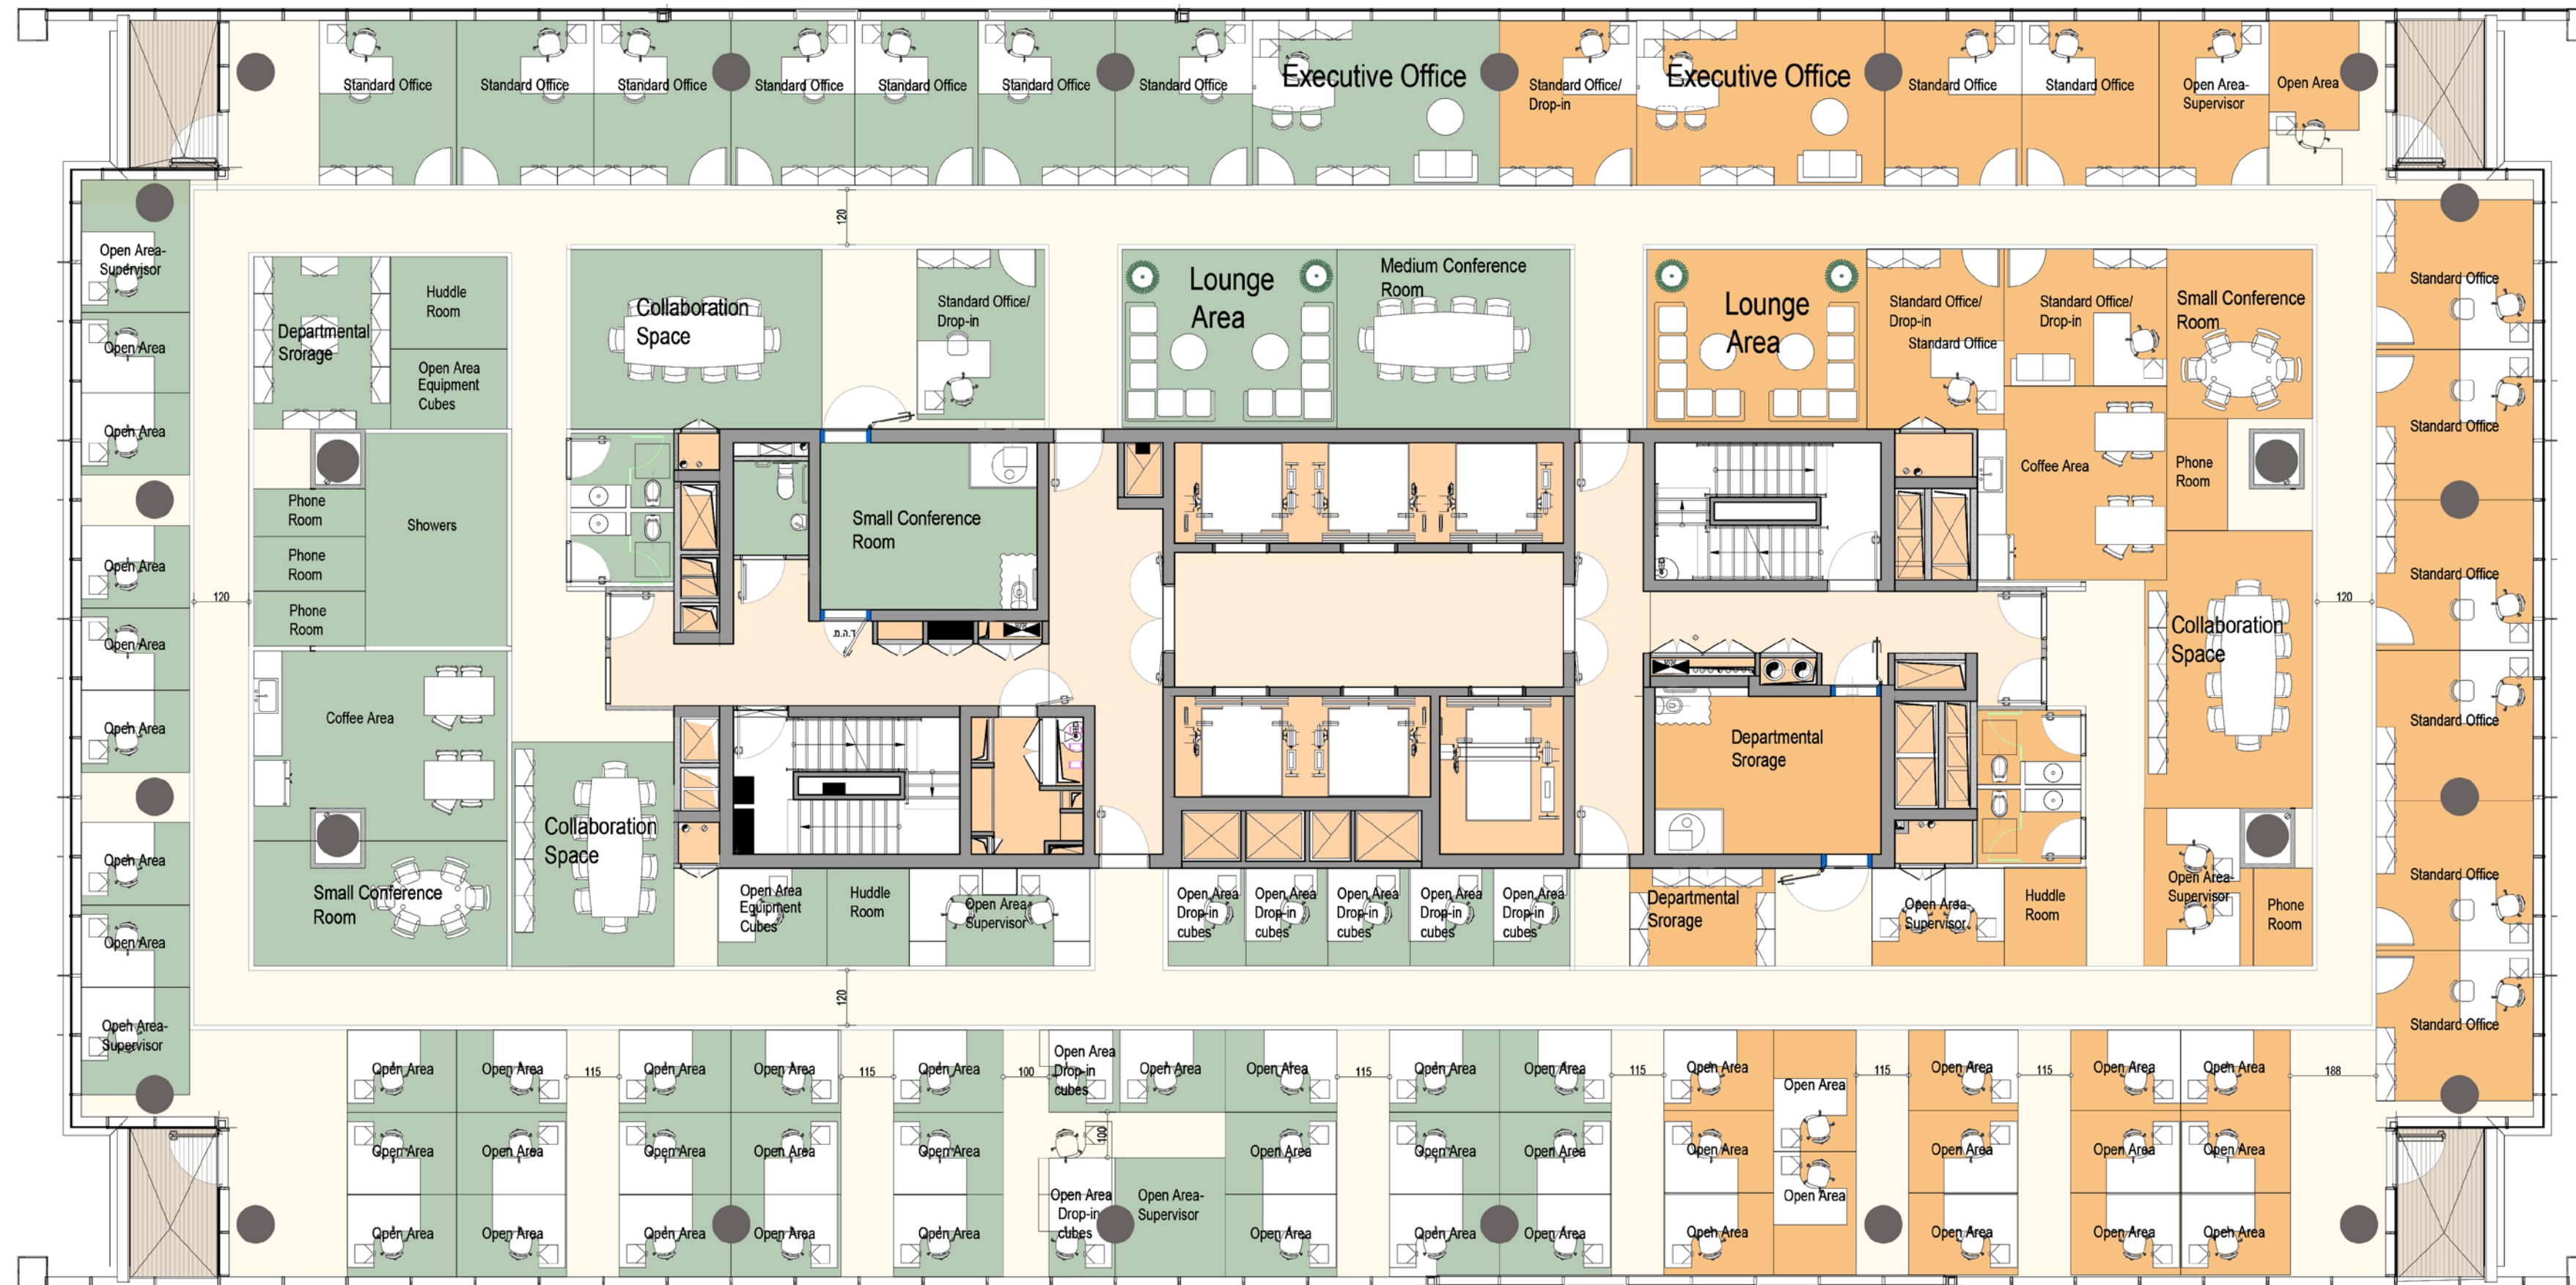 Standard Office
Standard Office
Standard Office
Standard Office
Standard Office
Standard Office
Standard Office
Executive Office
Standard Office/
Drop-in
Executive Office
Standard Office
Standard Office
Open Area-
Supervisor
Open Area
120
Open Area-
Supervisor
Open Area
Open Area
Departmental
Srorage
Huddle
Room
Open Area
Equipment
Cubes
Collaboration
Space
Standard Office/
Drop-in
Lounge
Area
Medium Conference
Room
Lounge
Area
Standard Office/
Drop-in
Standard Office
Standard Office/
Drop-in
Small Conference
Room
Standard Office
Standard Office
Phone
Room
Showers
Phone
Room
Phone
Room
Small Conference
Room
Coffee Area
Phone
Room
Open Area
Open Area
Open Area
120
120
Standard Office
Standard Office
ד.ה.מ.
Collaboration
Space
Coffee Area
Departmental
Srorage
Collaboration
Space
Small Conference
Room
Open Area
Open Area
Open Area-
Supervisor
Open Area
Equipment
Cubes
Huddle
Room
Open Area-
Supervisor
Open Area
Drop-in
cubes
Open Area
Drop-in
cubes
Open Area
Drop-in
cubes
Open Area
Drop-in
cubes
Open Area
Drop-in
cubes
Departmental
Srorage
Open Area-
Supervisor
Huddle
Room
Open Area-
Supervisor
Phone
Room
Standard Office
Standard Office
120
Open Area
Open Area
115
Open Area
Open Area
115
Open Area
100
Open Area
Drop-in
cubes
Open Area
Open Area
115
Open Area
Open Area
115
Open Area
Open Area
115
Open Area
115
Open Area
Open Area
188
Open Area
Open Area
Open Area
Open Area
Open Area
100
Open Area
Open Area
Open Area
Open Area
Open Area
Open Area
Open Area
Open Area
Open Area
Open Area
Open Area
Open Area
Open Area
Drop-in
cubes
Open Area-
Supervisor
Open Area
Open Area
Open Area
Open Area
Open Area
Open Area
Open Area
Open Area